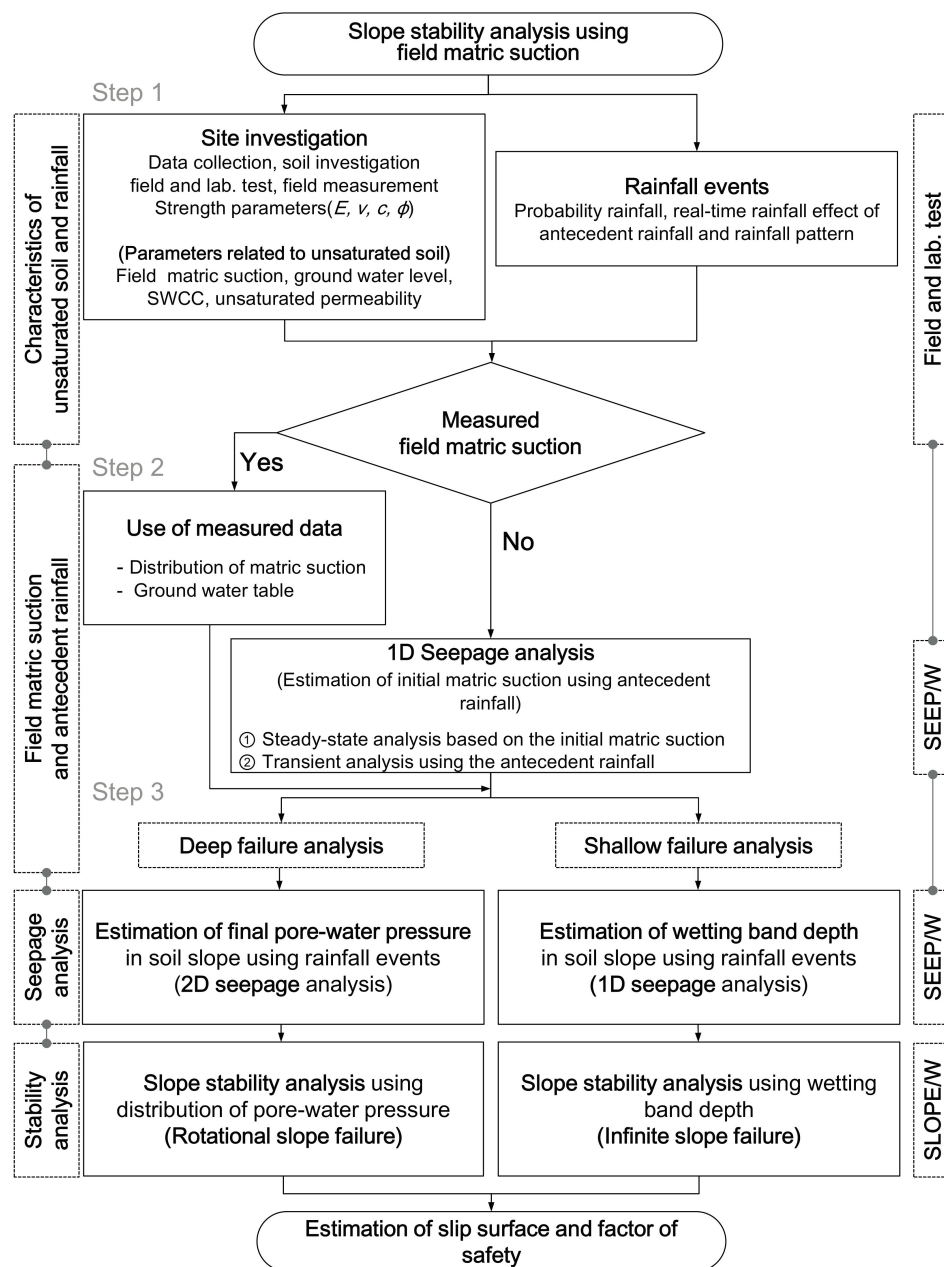 Slope stability analysis using
field matric suction
Step 1
Characteristics of
unsaturated soil and rainfall
Site investigation
Data collection, soil investigation
field and lab. test, field measurement
Strength parameters(E, ν, c, ϕ)
(Parameters related to unsaturated soil)
Field matric suction, ground water level,
SWCC, unsaturated permeability
Rainfall events
Probability rainfall, real-time rainfall effect of
antecedent rainfall and rainfall pattern
Field and lab. test
Measured
field matric suction
Yes
No
Step 2
Field matric suction
and antecedent rainfall
Use of measured data
- Distribution of matric suction
- Ground water table
1D Seepage analysis
(Estimation of initial matric suction using antecedent
rainfall)
① Steady-state analysis based on the initial matric suction
② Transient analysis using the antecedent rainfall
SEEP/W
Step 3
Deep failure analysis
Shallow failure analysis
Seepage
analysis
Estimation of final pore-water pressure
in soil slope using rainfall events
(2D seepage analysis)
Estimation of wetting band depth
in soil slope using rainfall events
(1D seepage analysis)
SEEP/W
Stability
analysis
Slope stability analysis using
distribution of pore-water pressure
(Rotational slope failure)
Slope stability analysis using wetting
band depth
(Infinite slope failure)
SLOPE/W
Estimation of slip surface and factor of
safety